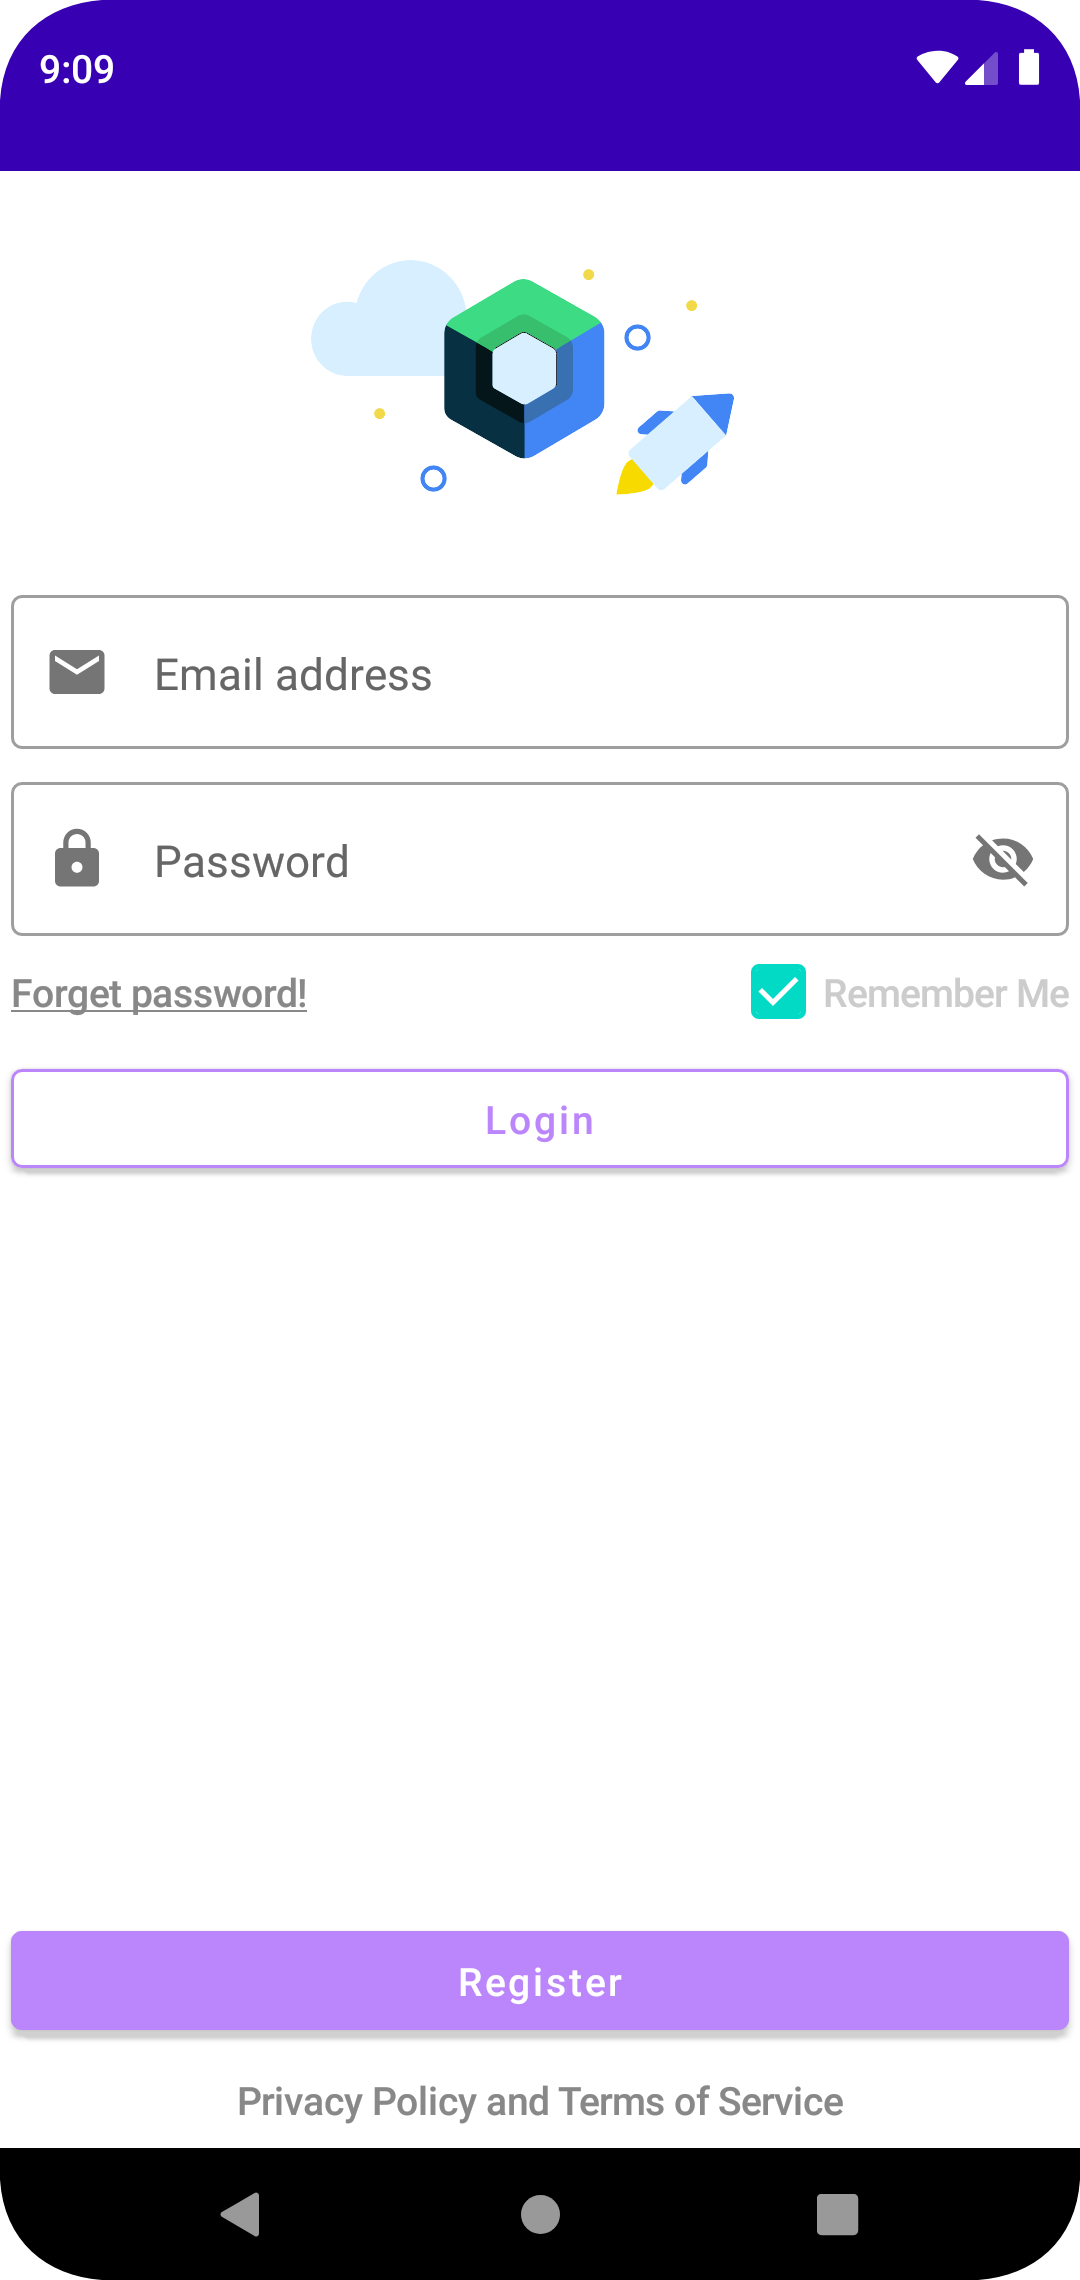 9:09
Email address
Password
Forget password! Remember Me
Login
Register
Privacy Policy and Terms of Service